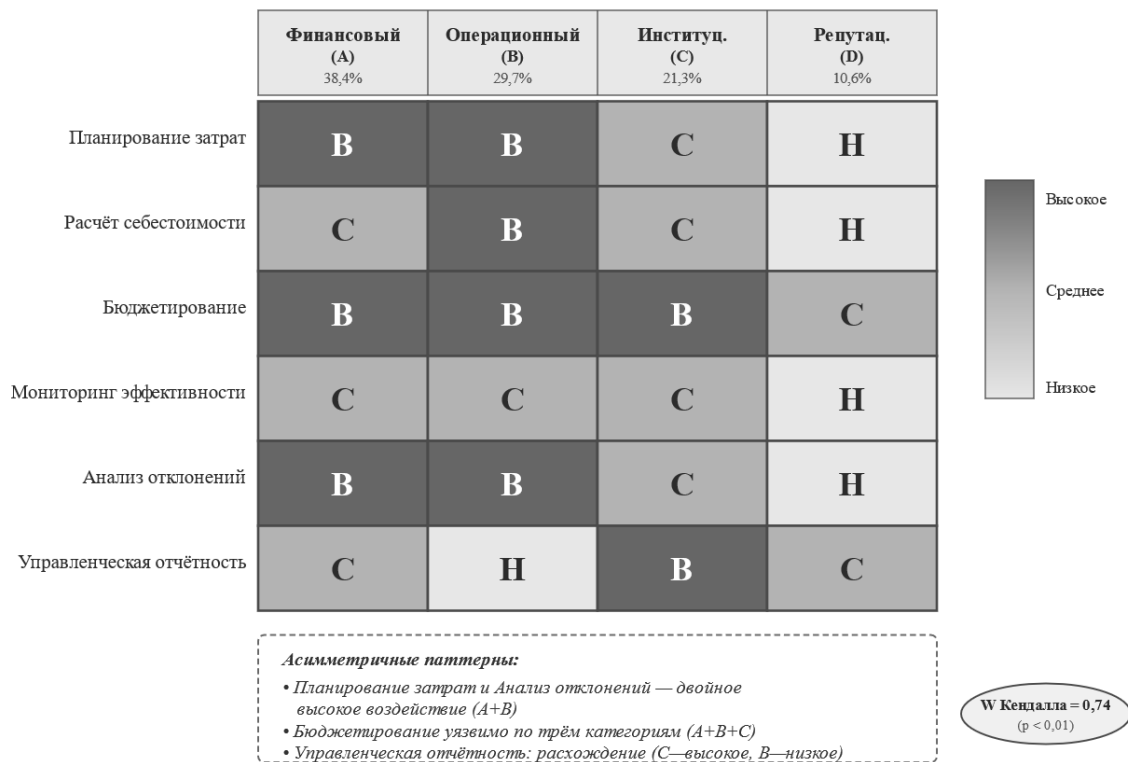 Финансовый Операционный Институц. Репутац.
(A) (B) (C) (D)
38,4% 29,7% 21,3% 10,6%
Планирование затрат В В С Н
Расчёт себестоимости С В С Н
Бюджетирование В В В С
Мониторинг эффективности С С С Н
Анализ отклонений В В С Н
Управленческая отчётность С Н В С
Высокое
Среднее
Низкое
Асимметричные паттерны:
• Планирование затрат и Анализ отклонений — двойное
высокое воздействие (A+B)
• Бюджетирование уязвимо по трём категориям (A+B+C)
• Управленческая отчётность: расхождение (C—высокое, B—низкое)
W Кендалла = 0,74
(p < 0,01)